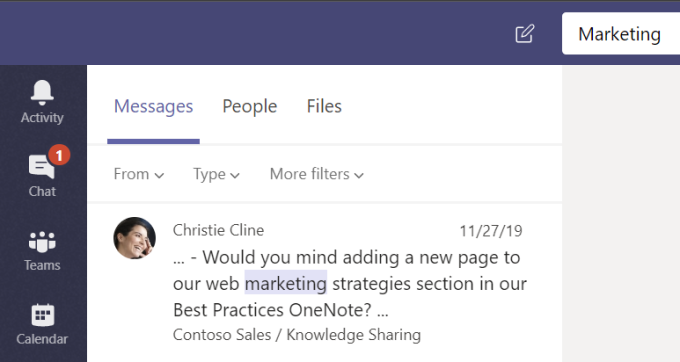 Marketing
Activity
1
Chat
Teams
Calendar
Messages People Files
From Type More filters
Christie Cline 11/27/19
... - Would you mind adding a new page to
our web marketing strategies section in our
Best Practices OneNote? ...
Contoso Sales / Knowledge Sharing